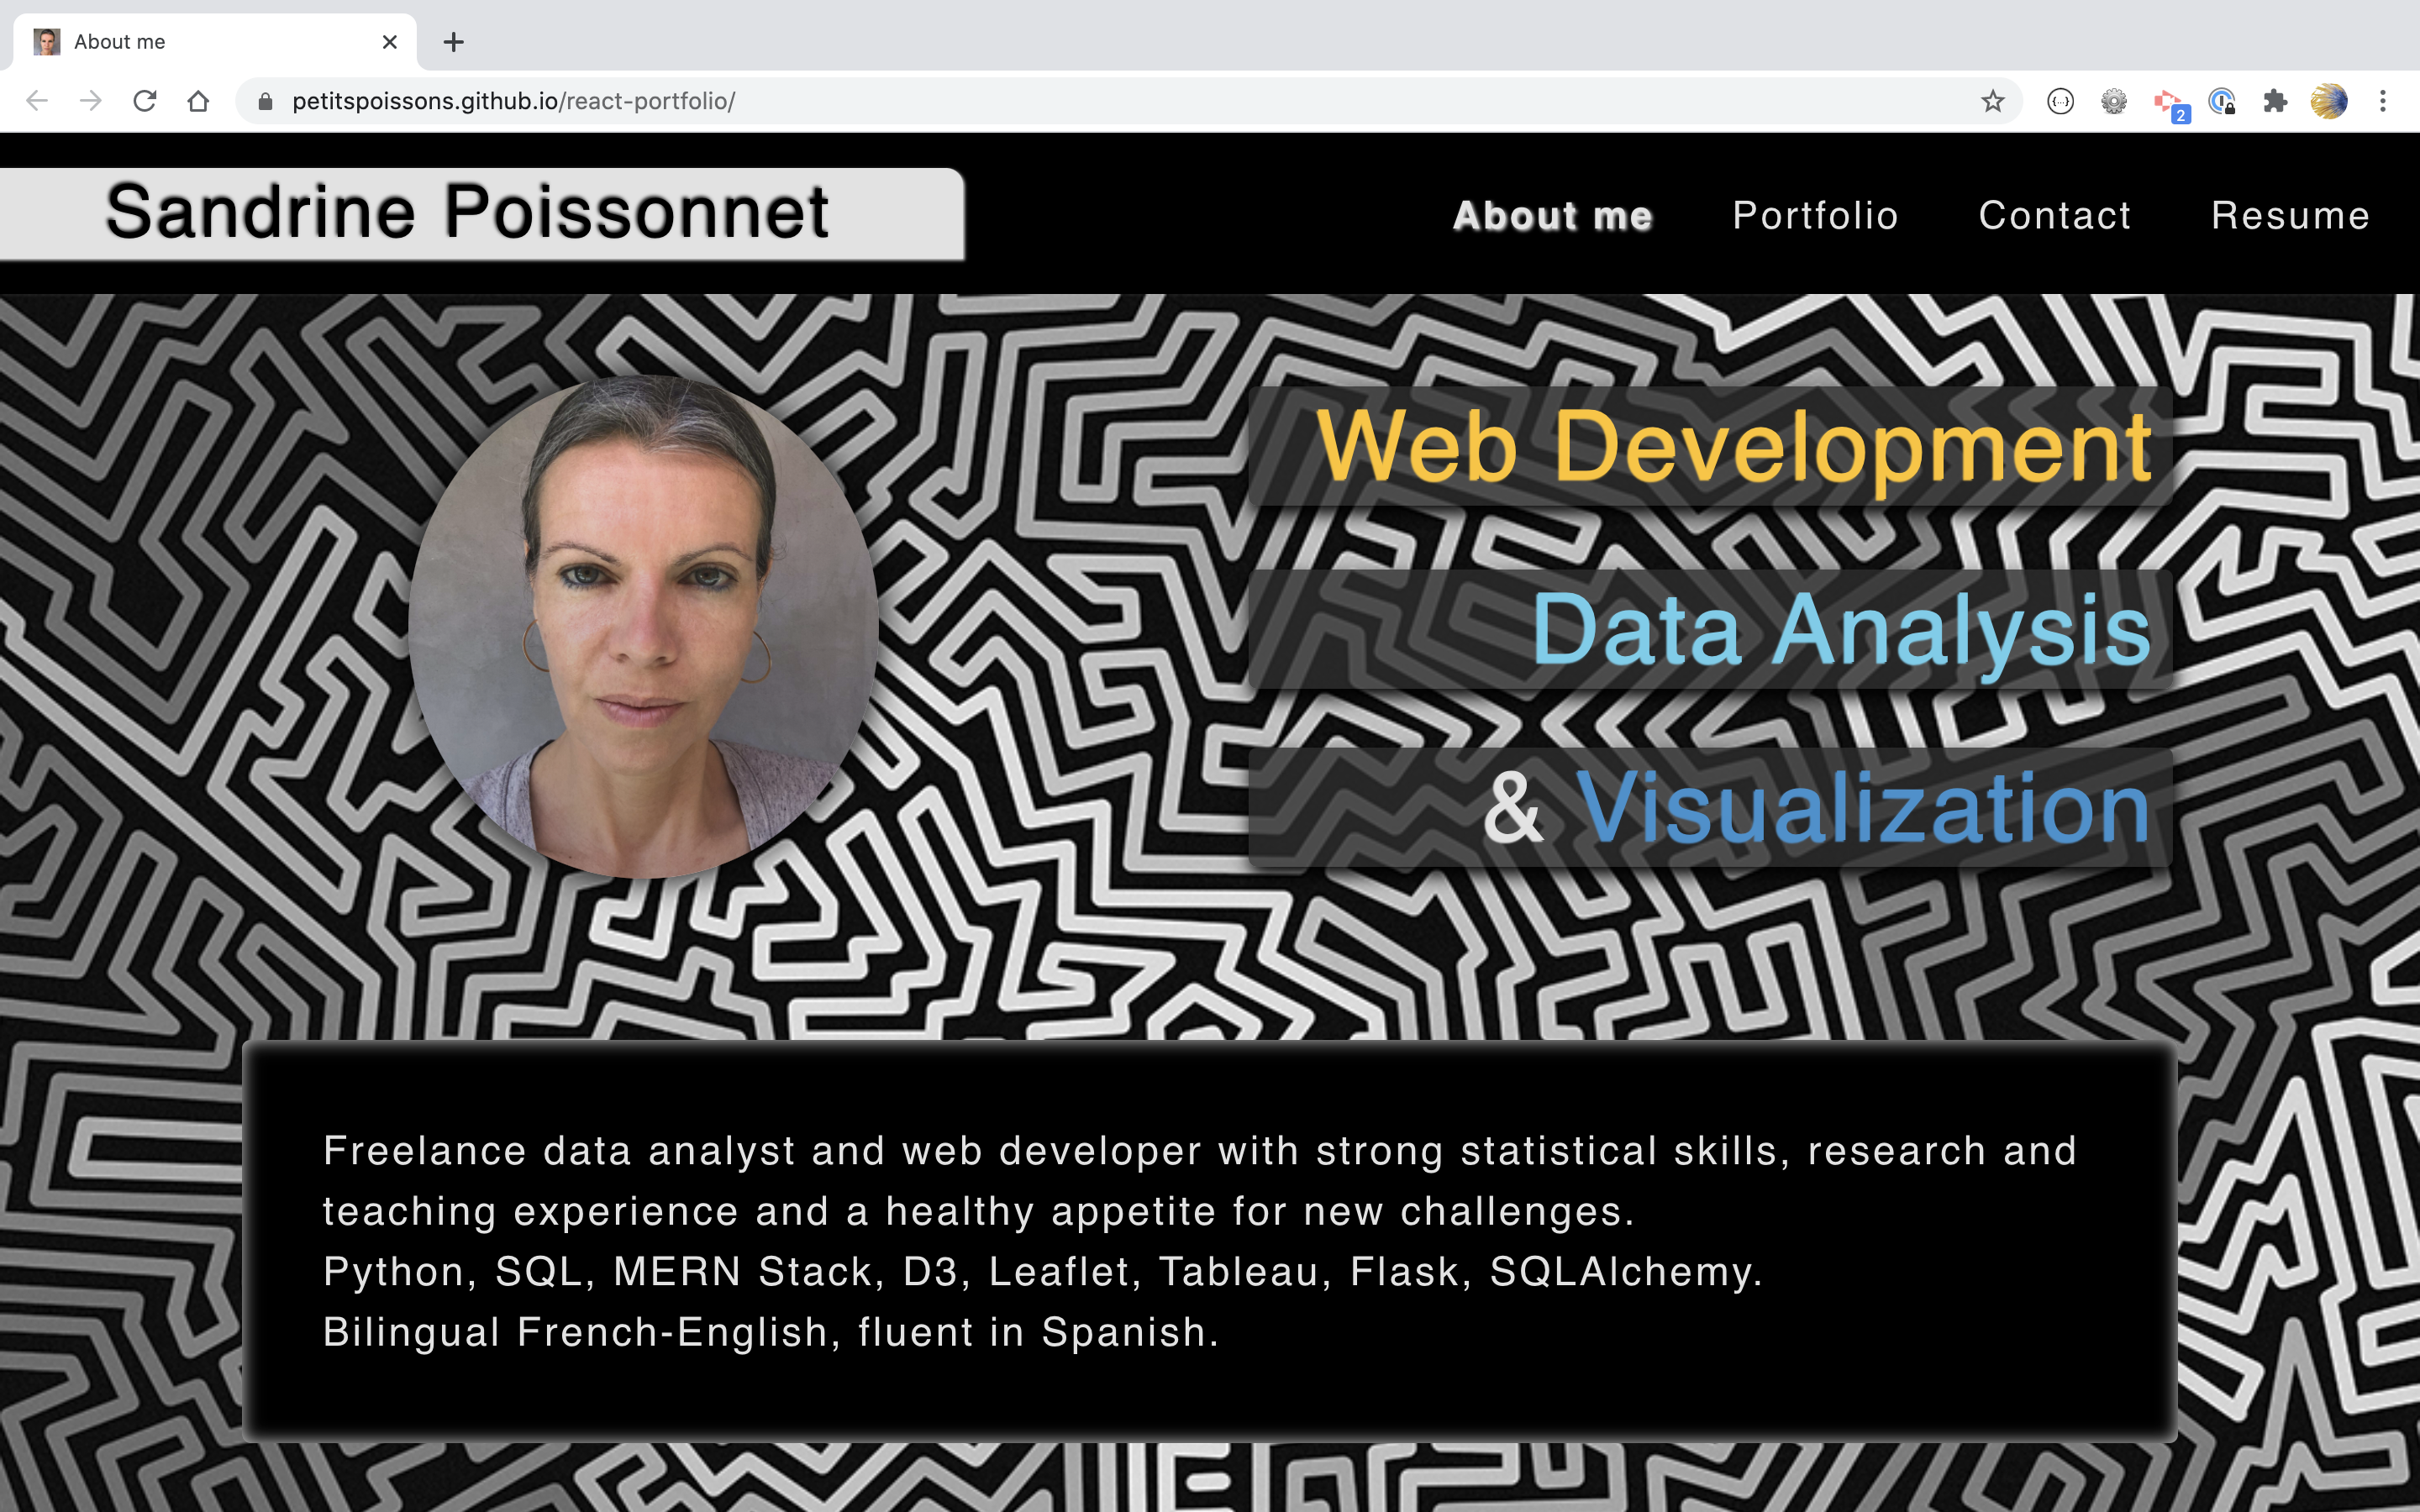 About me
petitspoissons.github.io/react-portfolio/
2
Sandrine Poissonnet
About me Portfolio Contact Resume
Web Development
Data Analysis
& Visualization
Freelance data analyst and web developer with strong statistical skills, research and
teaching experience and a healthy appetite for new challenges.
Python, SQL, MERN Stack, D3, Leaflet, Tableau, Flask, SQLAlchemy.
Bilingual French-English, fluent in Spanish.